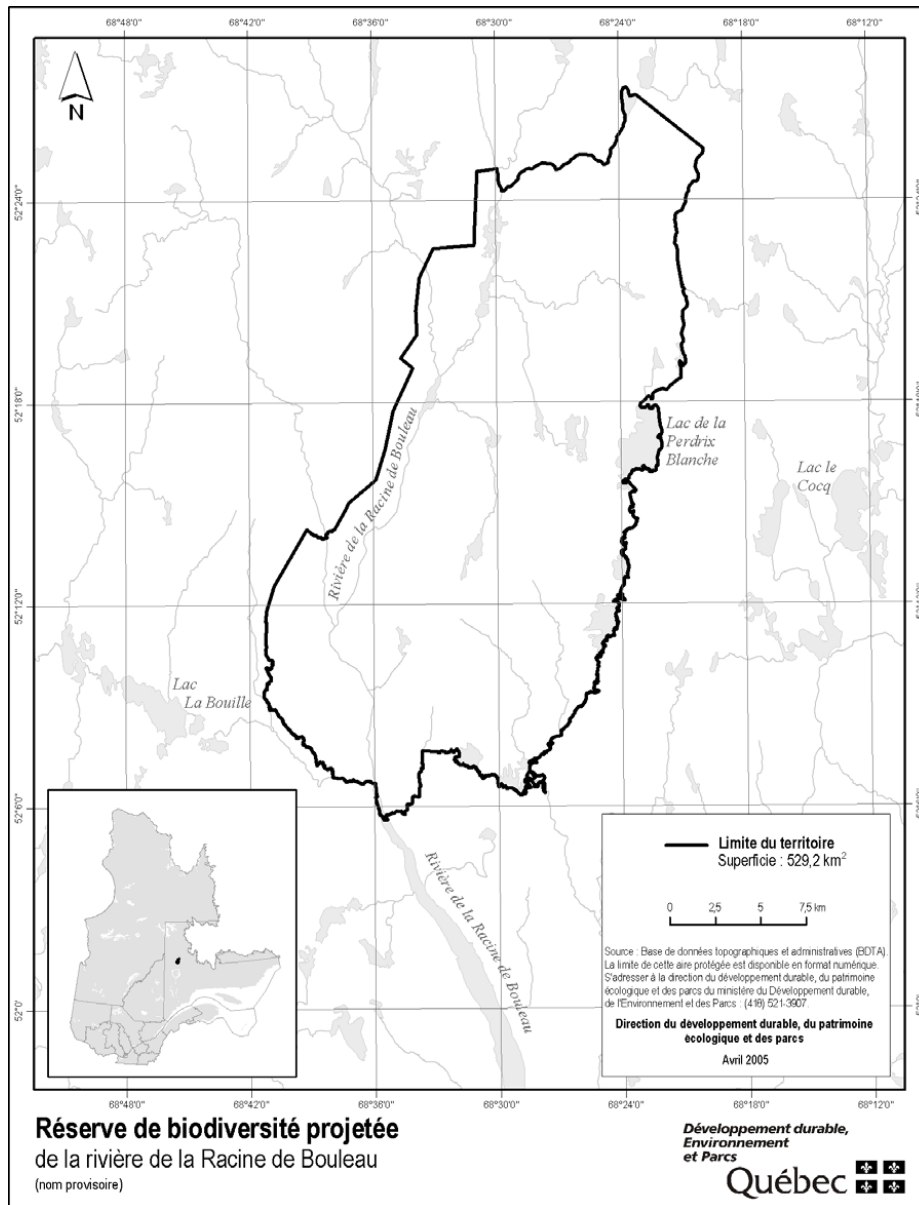 68°48'0" 68°42'0" 68°36'0" 68°30'0" 68°24'0" 68°18'0" 68°12'0"
N
52°24'0"
52°18'0"
52°12'0"
52°6'0"
52°0'
Rivière de la Racine de Bouleau
Lac de la
Perdrix
Blanche
Lac le
Cocq
Lac
La Bouille
Rivière de la Racine de Bouleau
Limite du territoire
Superficie : 529,2 km²
0 2,5 5 7,5 km
Source : Base de données topographiques et administratives (BDTA).
La limite de cette aire protégée est disponible en format numérique.
S'adresser à la direction du développement durable, du patrimoine
écologique et des parcs du ministère du Développement durable,
de l'Environnement et des Parcs : (418) 521-3907.
Direction du développement durable, du patrimoine
écologique et des parcs
Avril 2005
68°48'0" 68°42'0" 68°36'0" 68°30'0" 68°24'0" 68°18'0" 68°12'0"
Réserve de biodiversité projetée
de la rivière de la Racine de Bouleau
(nom provisoire)
Développement durable,
Environnement
et Parcs
Québec